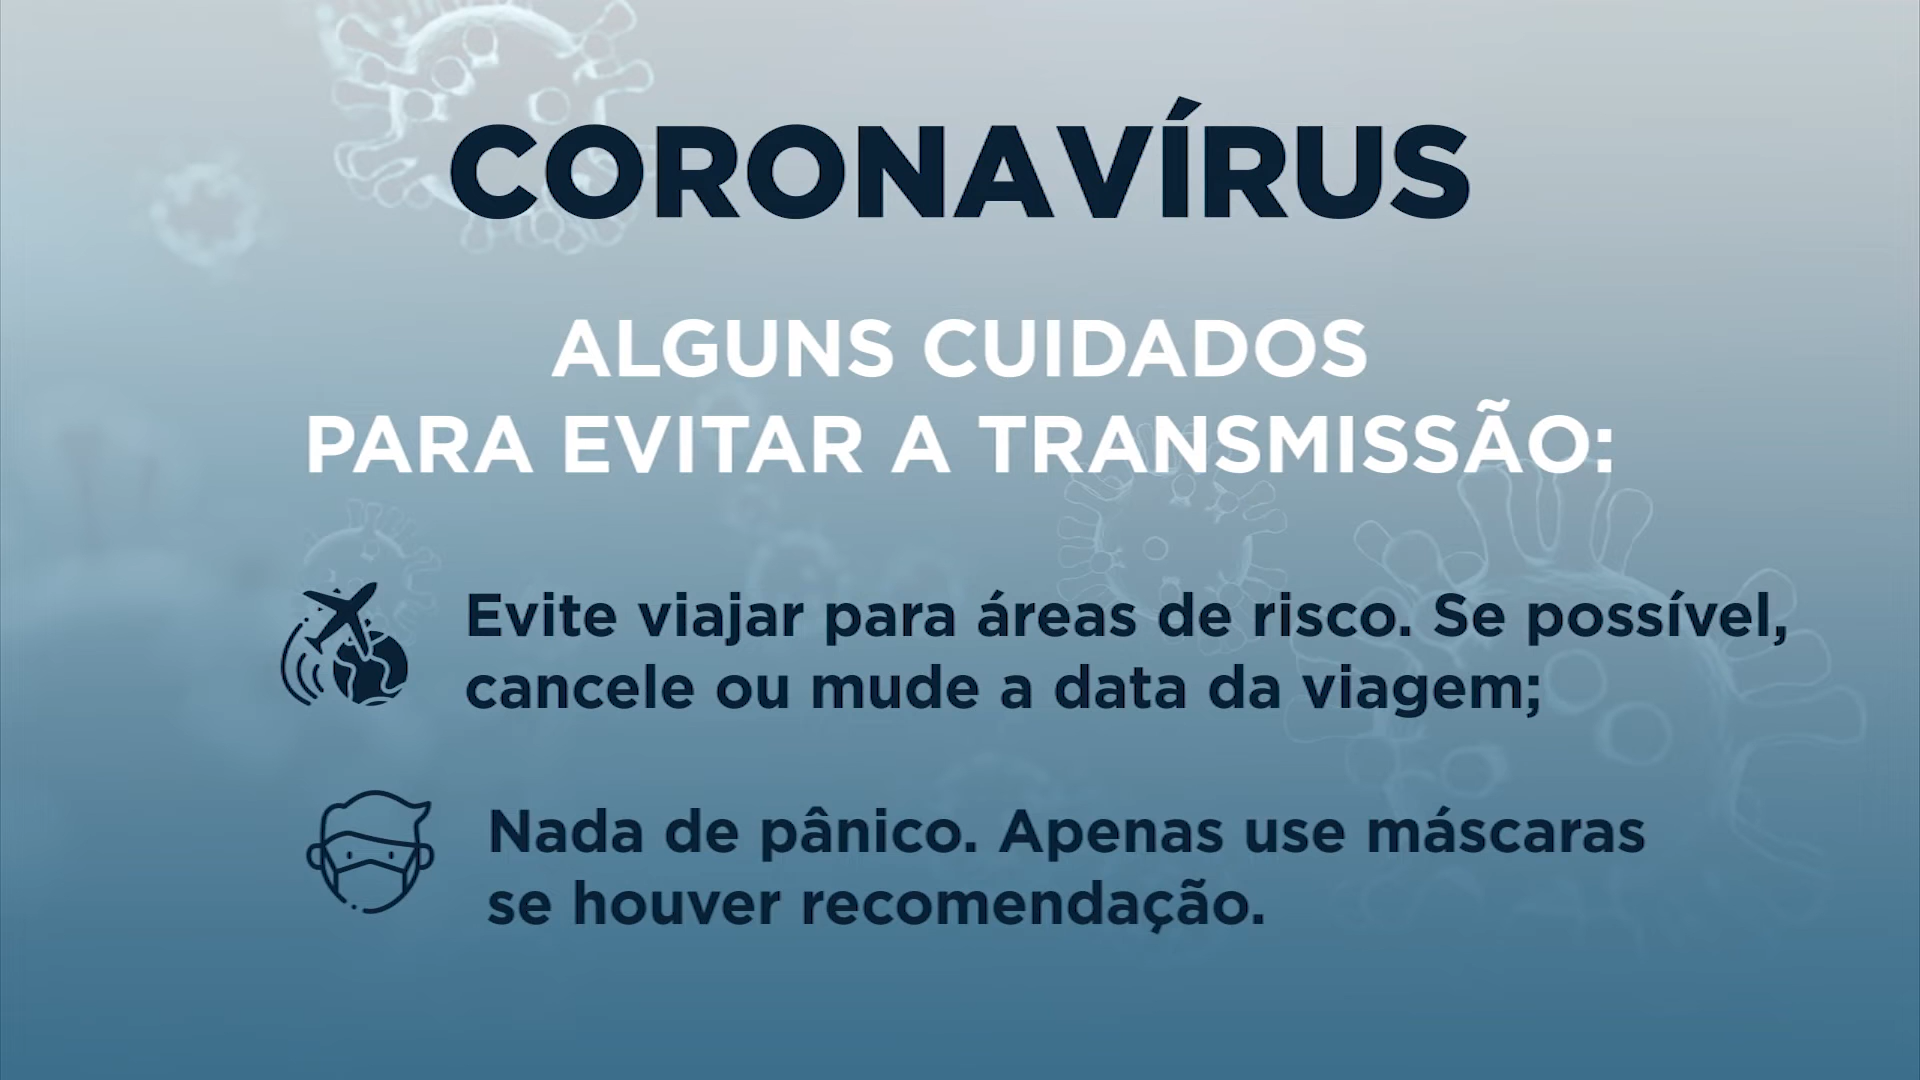 CORONAVÍRUS
ALGUNS CUIDADOS
PARA EVITAR A TRANSMISSÃO:
Evite viajar para áreas de risco. Se possível,
cancele ou mude a data da viagem;
Nada de pânico. Apenas use máscaras
se houver recomendação.